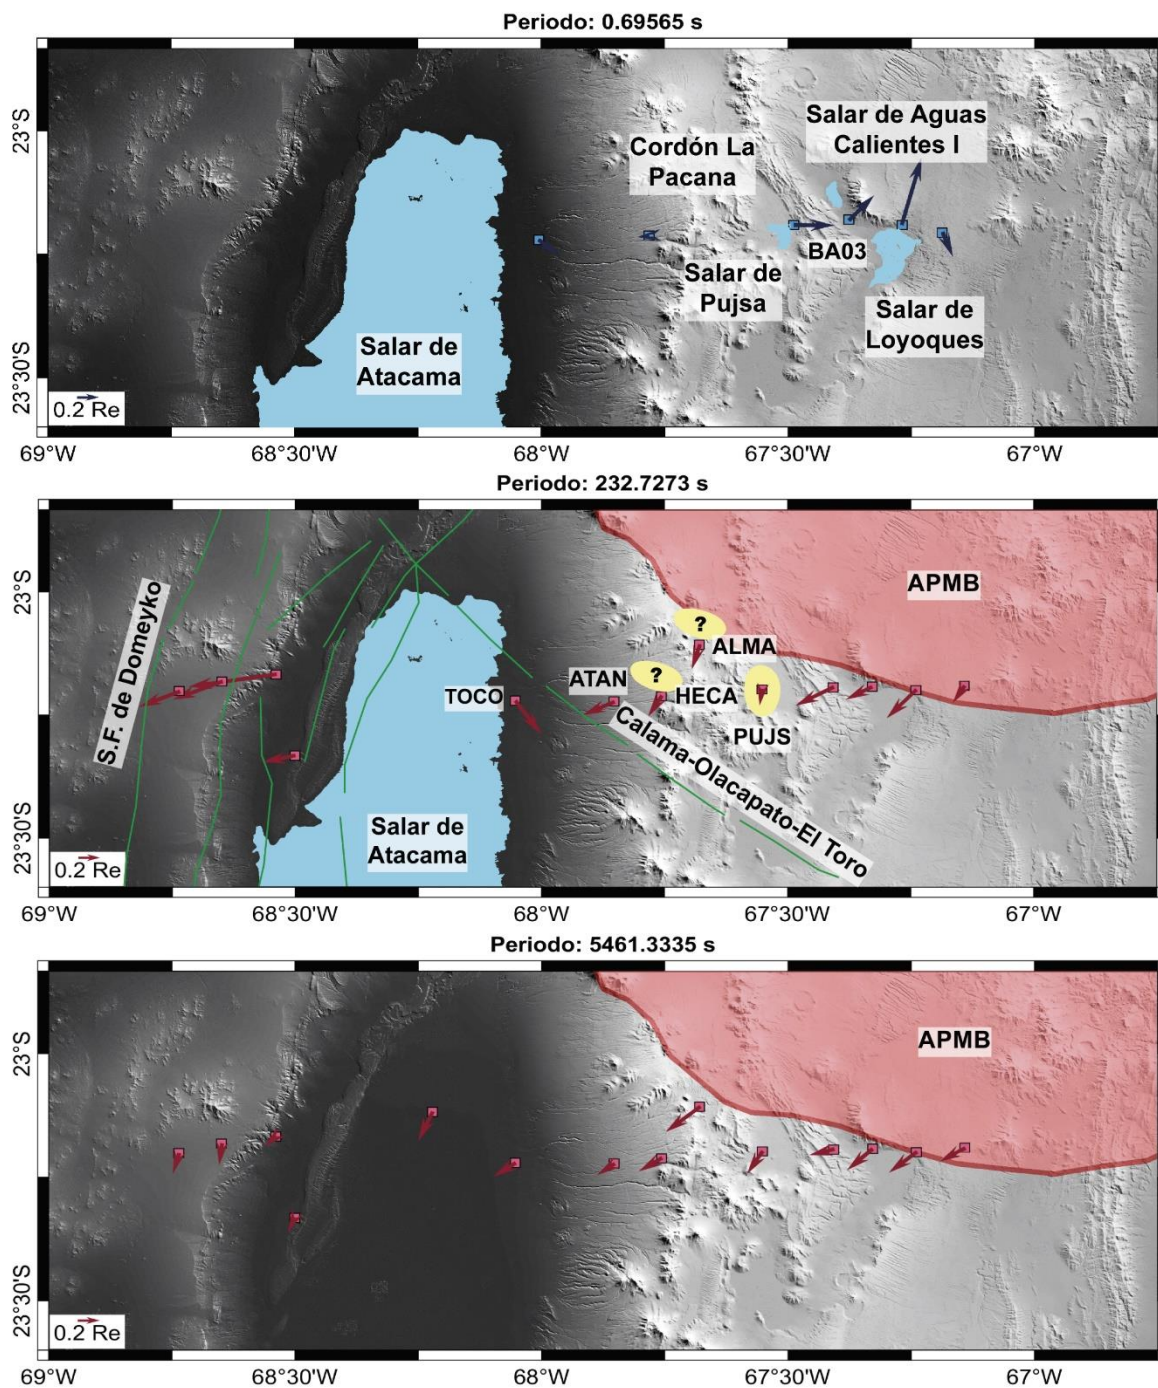 Periodo: 0.69565 s
23°S
23°30'S
Salar de Aguas
Calientes I
Cordón La
Pacana
BA03
Salar de
Pujsa
Salar de
Loyoques
Salar de
Atacama
0.2 Re
69°W
68°30'W
68°W
67°30'W
67°W
Periodo: 232.7273 s
23°S
23°30'S
S.F. de Domeyko
APMB
?
ALMA
ATAN
?
HECA
TOCO
PUJS
Calama-Olacapato-El Toro
Salar de
Atacama
0.2 Re
69°W
68°30'W
68°W
67°30'W
67°W
Periodo: 5461.3335 s
23°S
23°30'S
APMB
0.2 Re
69°W
68°30'W
68°W
67°30'W
67°W